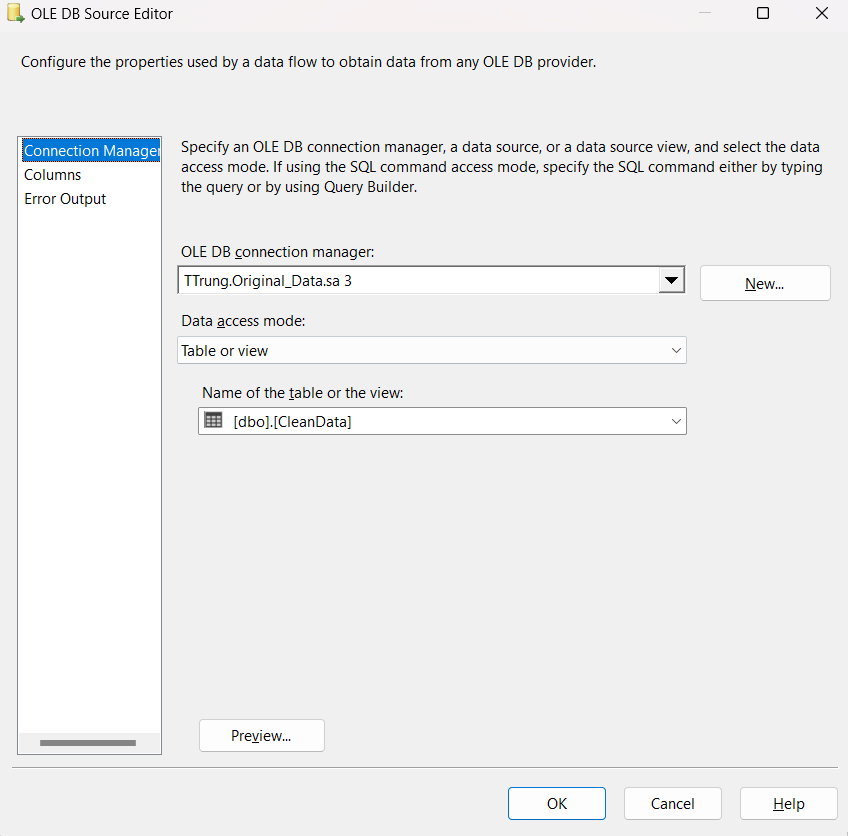 OLE DB Source Editor
Configure the properties used by a data flow to obtain data from any OLE DB provider.
Connection Manager
Columns
Error Output
Specify an OLE DB connection manager, a data source, or a data source view, and select the data
access mode. If using the SQL command access mode, specify the SQL command either by typing
the query or by using Query Builder.
OLE DB connection manager:
TTrung.Original_Data.sa 3
New...
Data access mode:
Table or view
Name of the table or the view:
[dbo].[CleanData]
Preview...
OK
Cancel
Help